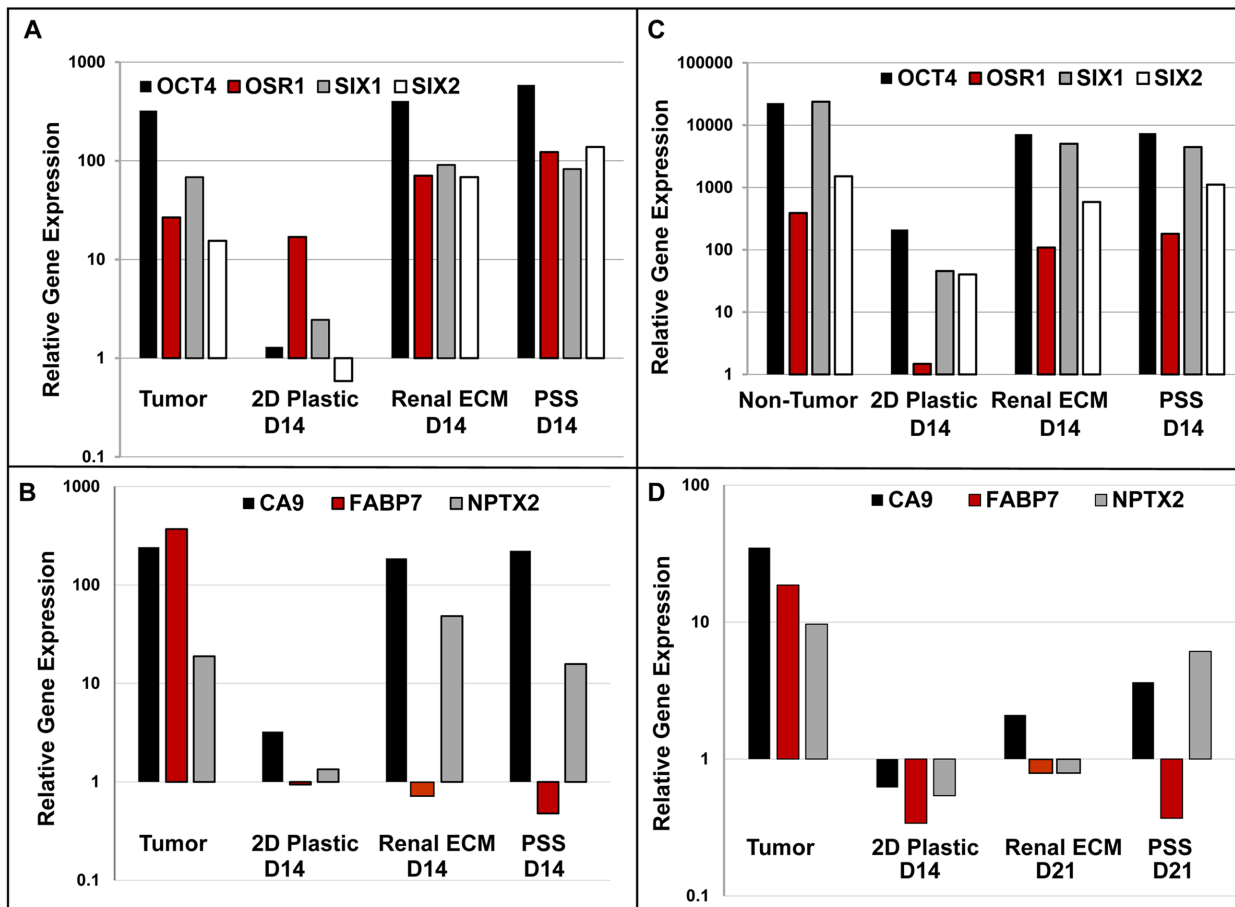 A
Relative Gene Expression
1000
100
10
1
0.1
OCT4 OSR1 SIX1 SIX2
Tumor 2D Plastic Renal ECM PSS
D14 D14 D14
C
Relative Gene Expression
100000
10000
1000
100
10
1
OCT4 OSR1 SIX1 SIX2
Non-Tumor 2D Plastic Renal ECM PSS
D14 D14 D14
B
Relative Gene Expression
1000
100
10
1
0.1
CA9 FABP7 NPTX2
Tumor 2D Plastic Renal ECM PSS
D14 D14 D14
D
Relative Gene Expression
100
10
1
0.1
CA9 FABP7 NPTX2
Tumor 2D Plastic Renal ECM PSS
D14 D21 D21